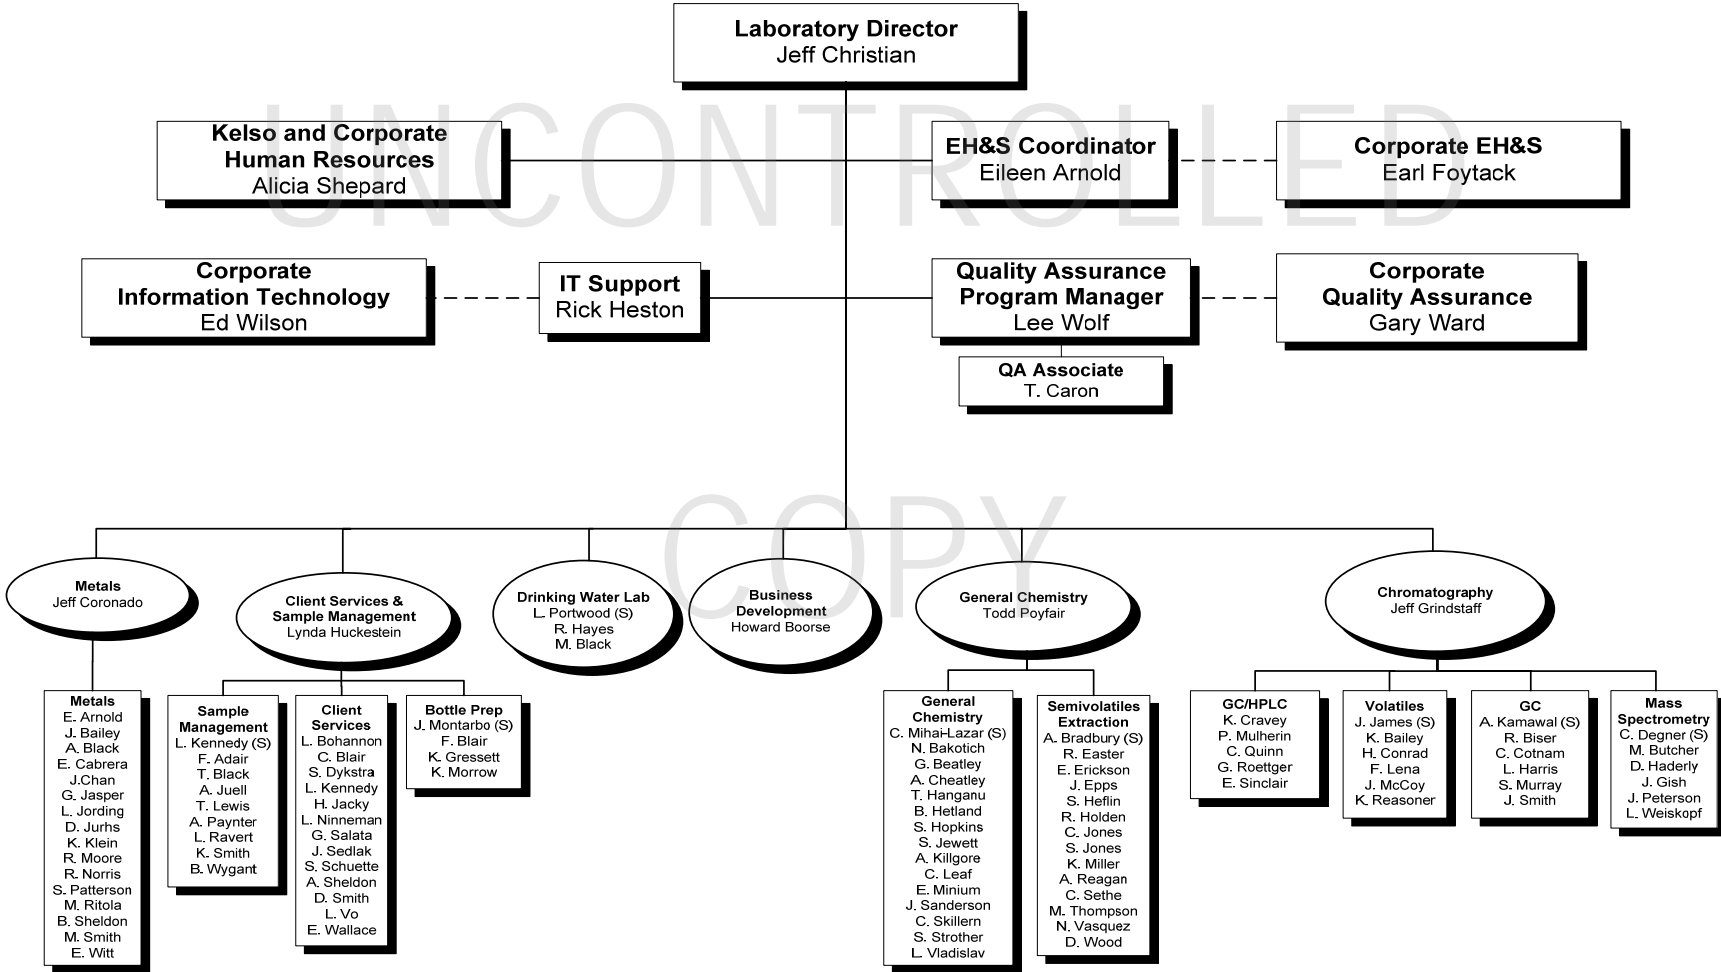 Laboratory Director
Jeff Christian
UNCONTROLLED
Kelso and Corporate
Human Resources
Alicia Shepard
EH&S Coordinator
Eileen Arnold
Corporate EH&S
Earl Foytack
Corporate
Information Technology
Ed Wilson
IT Support
Rick Heston
Quality Assurance
Program Manager
Lee Wolf
Corporate
Quality Assurance
Gary Ward
QA Associate
T. Caron
COPY
Metals
Jeff Coronado
Client Services &
Sample Management
Lynda Huckestein
Drinking Water Lab
L. Portwood (S)
R. Hayes
M. Black
Business
Development
Howard Boorse
General Chemistry
Todd Poyfair
Chromatography
Jeff Grindstaff
Metals
E. Arnold
J. Bailey
A. Black
E. Cabrera
J.Chan
G. Jasper
L. Jording
D. Jurhs
K. Klein
R. Moore
R. Norris
S. Patterson
M. Ritola
B. Sheldon
M. Smith
E. Witt
Sample
Management
L. Kennedy (S)
F. Adair
T. Black
A. Juell
T. Lewis
A. Paynter
L. Ravert
K. Smith
B. Wygant
Client
Services
L. Bohannon
C. Blair
S. Dykstra
L. Kennedy
H. Jacky
L. Ninneman
G. Salata
J. Sedlak
S. Schuette
A. Sheldon
D. Smith
L. Vo
E. Wallace
Bottle Prep
J. Montarbo (S)
F. Blair
K. Gressett
K. Morrow
General
Chemistry
C. Mihai-Lazar (S)
N. Bakotich
G. Beatley
A. Cheatley
T. Hanganu
B. Hetland
S. Hopkins
S. Jewett
A. Killgore
C. Leaf
E. Minium
J. Sanderson
C. Skillern
S. Strother
L. Vladislav
Semivolatiles
Extraction
A. Bradbury (S)
R. Easter
E. Erickson
J. Epps
S. Heflin
R. Holden
C. Jones
S. Jones
K. Miller
A. Reagan
C. Sethe
M. Thompson
N. Vasquez
D. Wood
GC/HPLC
K. Cravey
P. Mulherin
C. Quinn
G. Roettger
E. Sinclair
Volatiles
J. James (S)
K. Bailey
H. Conrad
F. Lena
J. McCoy
K. Reasoner
GC
A. Kamawal (S)
R. Biser
C. Cotnam
L. Harris
S. Murray
J. Smith
Mass
Spectrometry
C. Degner (S)
M. Butcher
D. Haderly
J. Gish
J. Peterson
L. Weiskopf